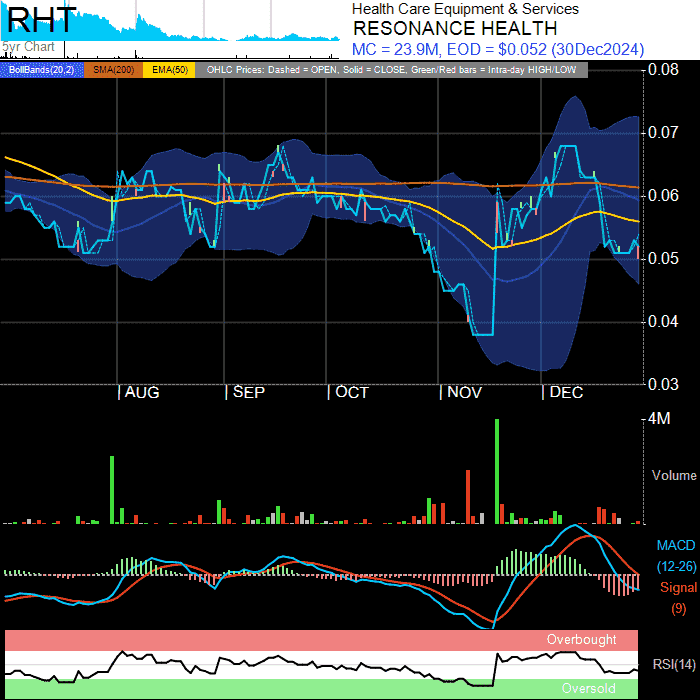 RHT
5yr Chart
Health Care Equipment & Services
RESONANCE HEALTH
MC = 23.9M, EOD = $0.052 (30Dec2024)
BollBands(20,2) SMA(200) EMA(50) OHLC Prices: Dashed = OPEN, Solid = CLOSE, Green/Red bars = Intra-day HIGH/LOW
0.08
0.07
0.06
0.05
0.04
0.03
AUG SEP OCT NOV DEC
4M
Volume
MACD
(12-26)
Signal
(9)
Overbought
RSI(14)
Oversold